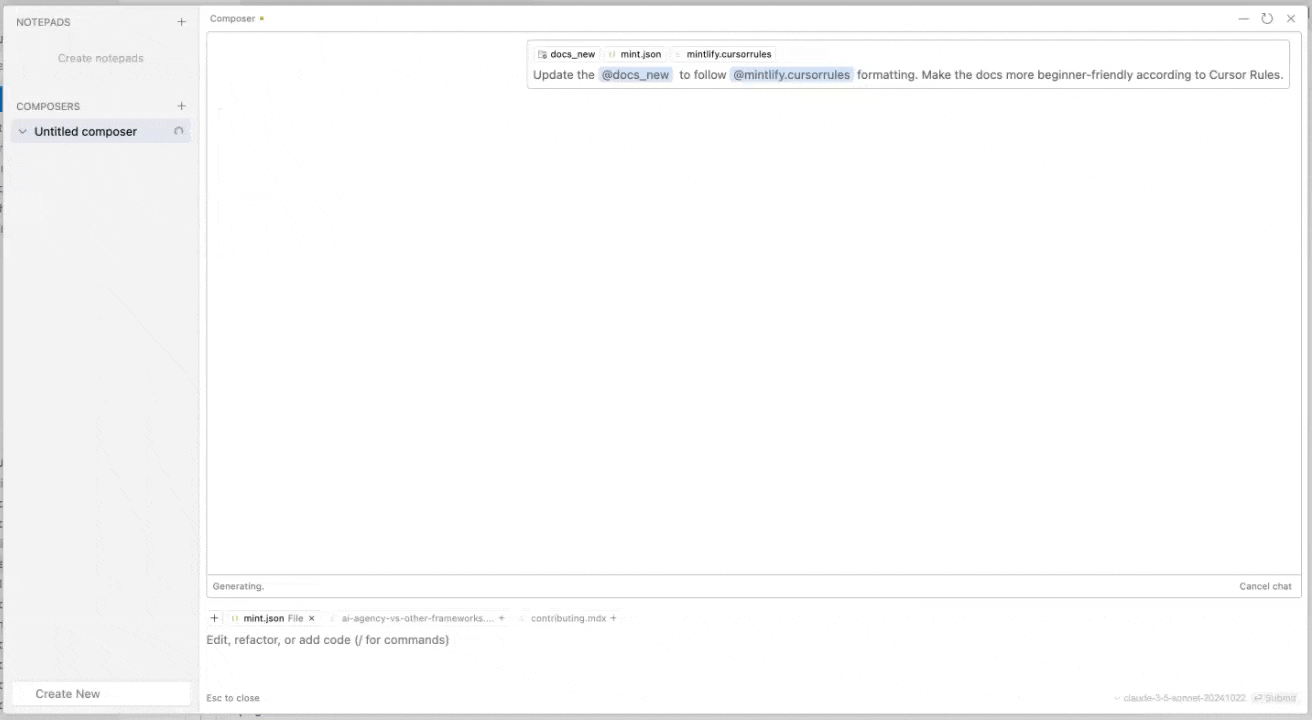 NOTEPADS +
Create notepads
COMPOSERS +
Untitled composer
Create New
Composer
docs_new mint.json mintlify.cursorrules
Update the @docs_new to follow @mintlify.cursorrules formatting. Make the docs more beginner-friendly according to Cursor Rules.
Generating. Cancel chat
+ mint.json File × ai-agency-vs-other-frameworks.... + contributing.mdx +
Edit, refactor, or add code (/ for commands)
Esc to close claude-3-5-sonnet-20241022 Submit